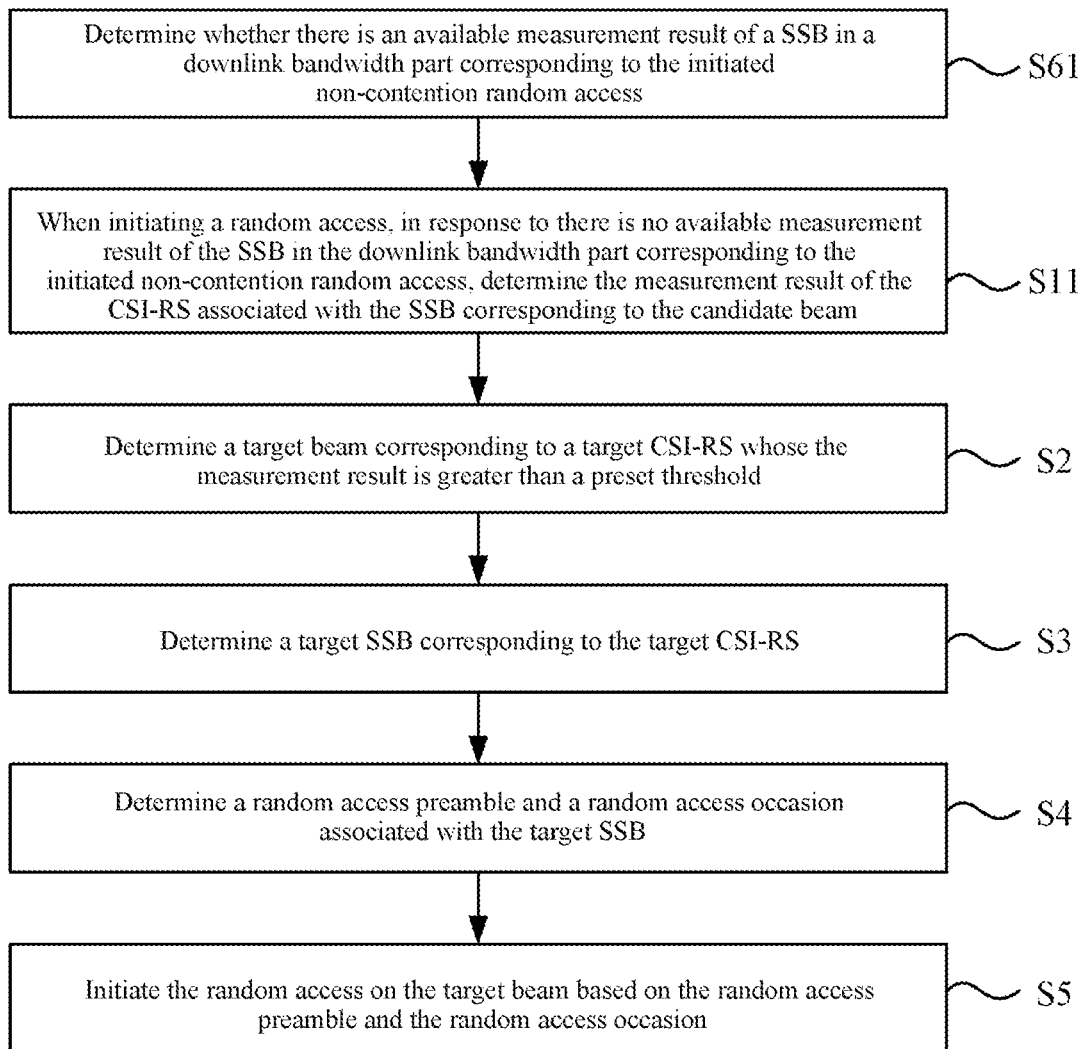 Determine whether there is an available measurement result of a SSB in a
downlink bandwidth part corresponding to the initiated
non-contention random access
S61
When initiating a random access, in response to there is no available measurement
result of the SSB in the downlink bandwidth part corresponding to the
initiated non-contention random access, determine the measurement result of the
CSI-RS associated with the SSB corresponding to the candidate beam
S11
Determine a target beam corresponding to a target CSI-RS whose the
measurement result is greater than a preset threshold
S2
Determine a target SSB corresponding to the target CSI-RS
S3
Determine a random access preamble and a random access occasion
associated with the target SSB
S4
Initiate the random access on the target beam based on the random access
preamble and the random access occasion
S5